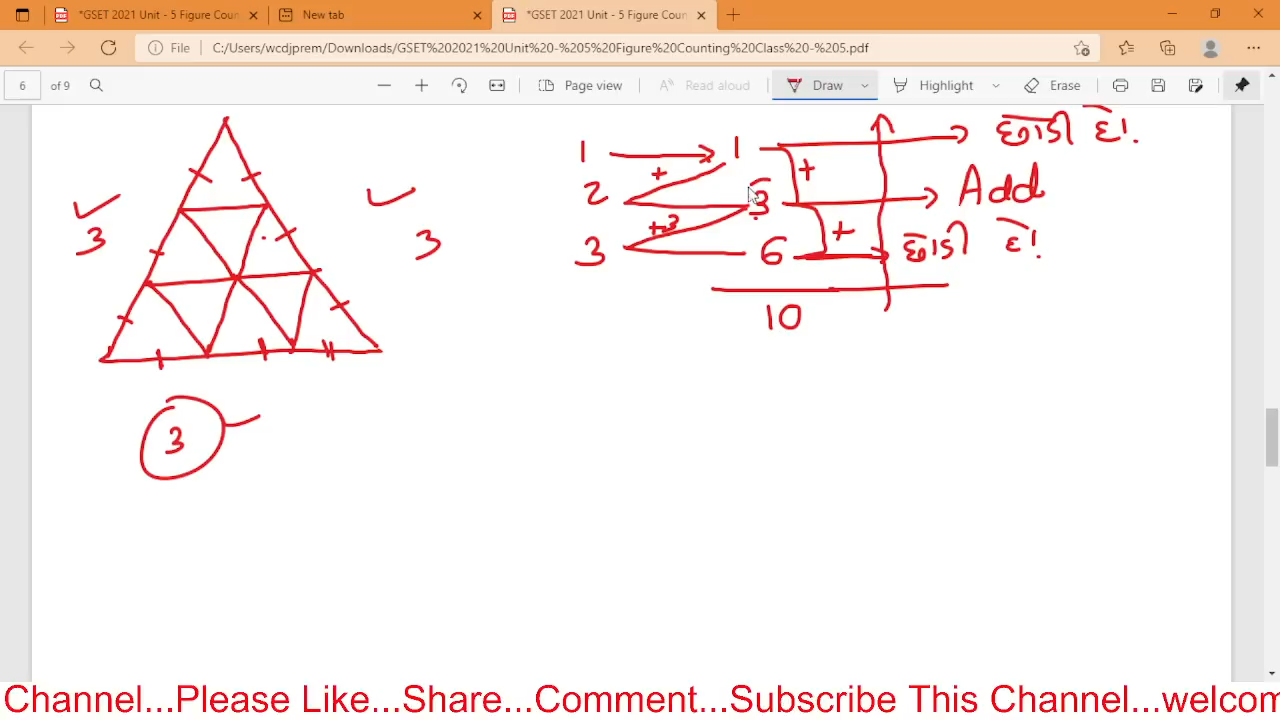 *GSET 2021 Unit - 5 Figure Coun
New tab
*GSET 2021 Unit - 5 Figure Coun
File C:/Users/wcdjprem/Downloads/GSET%202021%20Unit%20-%205%20Figure%20Counting%20Class%20-%205.pdf
6 of 9 Page view Read aloud Draw Highlight Erase
1 1
+ +
2 3 Add
3 +3 3 + 3
3 6
10
3
Channel...Please Like...Share...Comment...Subscribe This Channel...welcom